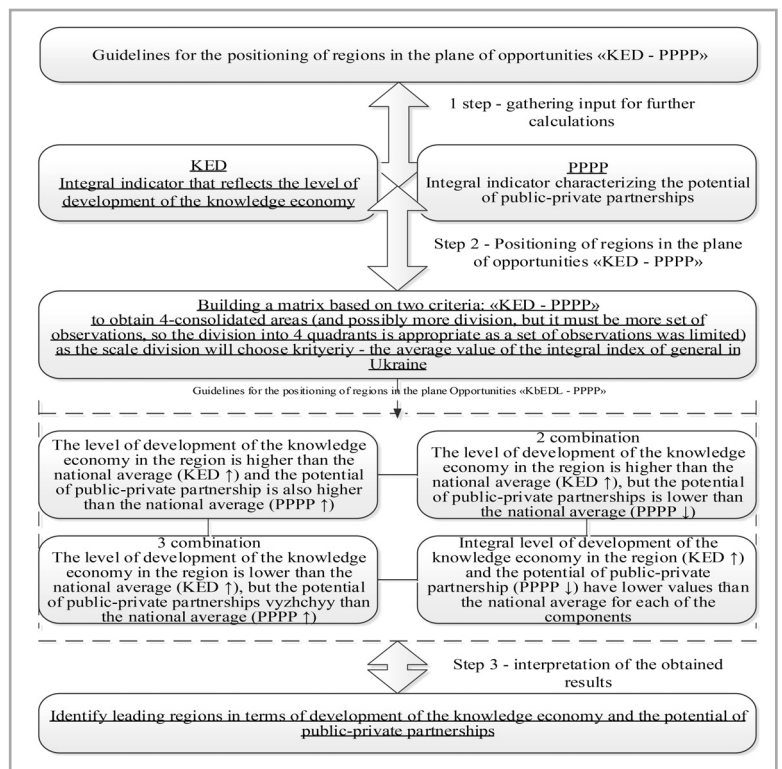 Guidelines for the positioning of regions in the plane of opportunities «KED - PPPP»
1 step - gathering input for further
calculations
KED
Integral indicator that reflects the level of
development of the knowledge economy
PPPP
Integral indicator characterizing the potential
of public-private partnerships
Step 2 - Positioning of regions in the plane
of opportunities «KED - PPPP»
Building a matrix based on two criteria: «KED - PPPP»
to obtain 4-consolidated areas (and possibly more division, but it must be more set of
observations, so the division into 4 quadrants is appropriate as a set of observations was limited)
as the scale division will choose krityeriy - the average value of the integral index of general in
Ukraine
Guidelines for the positioning of regions in the plane Opportunities «KbEDL - PPPP»
The level of development of the knowledge
economy in the region is higher than the
national average (KED ↑) and the potential
of public-private partnership is also higher
than the national average (PPPP ↑)
2 combination
The level of development of the knowledge
economy in the region is higher than the
national average (KED ↑), but the potential
of public-private partnerships is lower than
the national average (PPPP ↓)
3 combination
The level of development of the knowledge
economy in the region is lower than the
national average (KED ↑), but the potential
of public-private partnerships vyzhchyy than
the national average (PPPP ↑)
Integral level of development of the
knowledge economy in the region (KED ↑)
and the potential of public-private
partnership (PPPP ↓) have lower values than
the national average for each of the
components
Step 3 - interpretation of the obtained
results
Identify leading regions in terms of development of the knowledge economy and the potential of
public-private partnerships